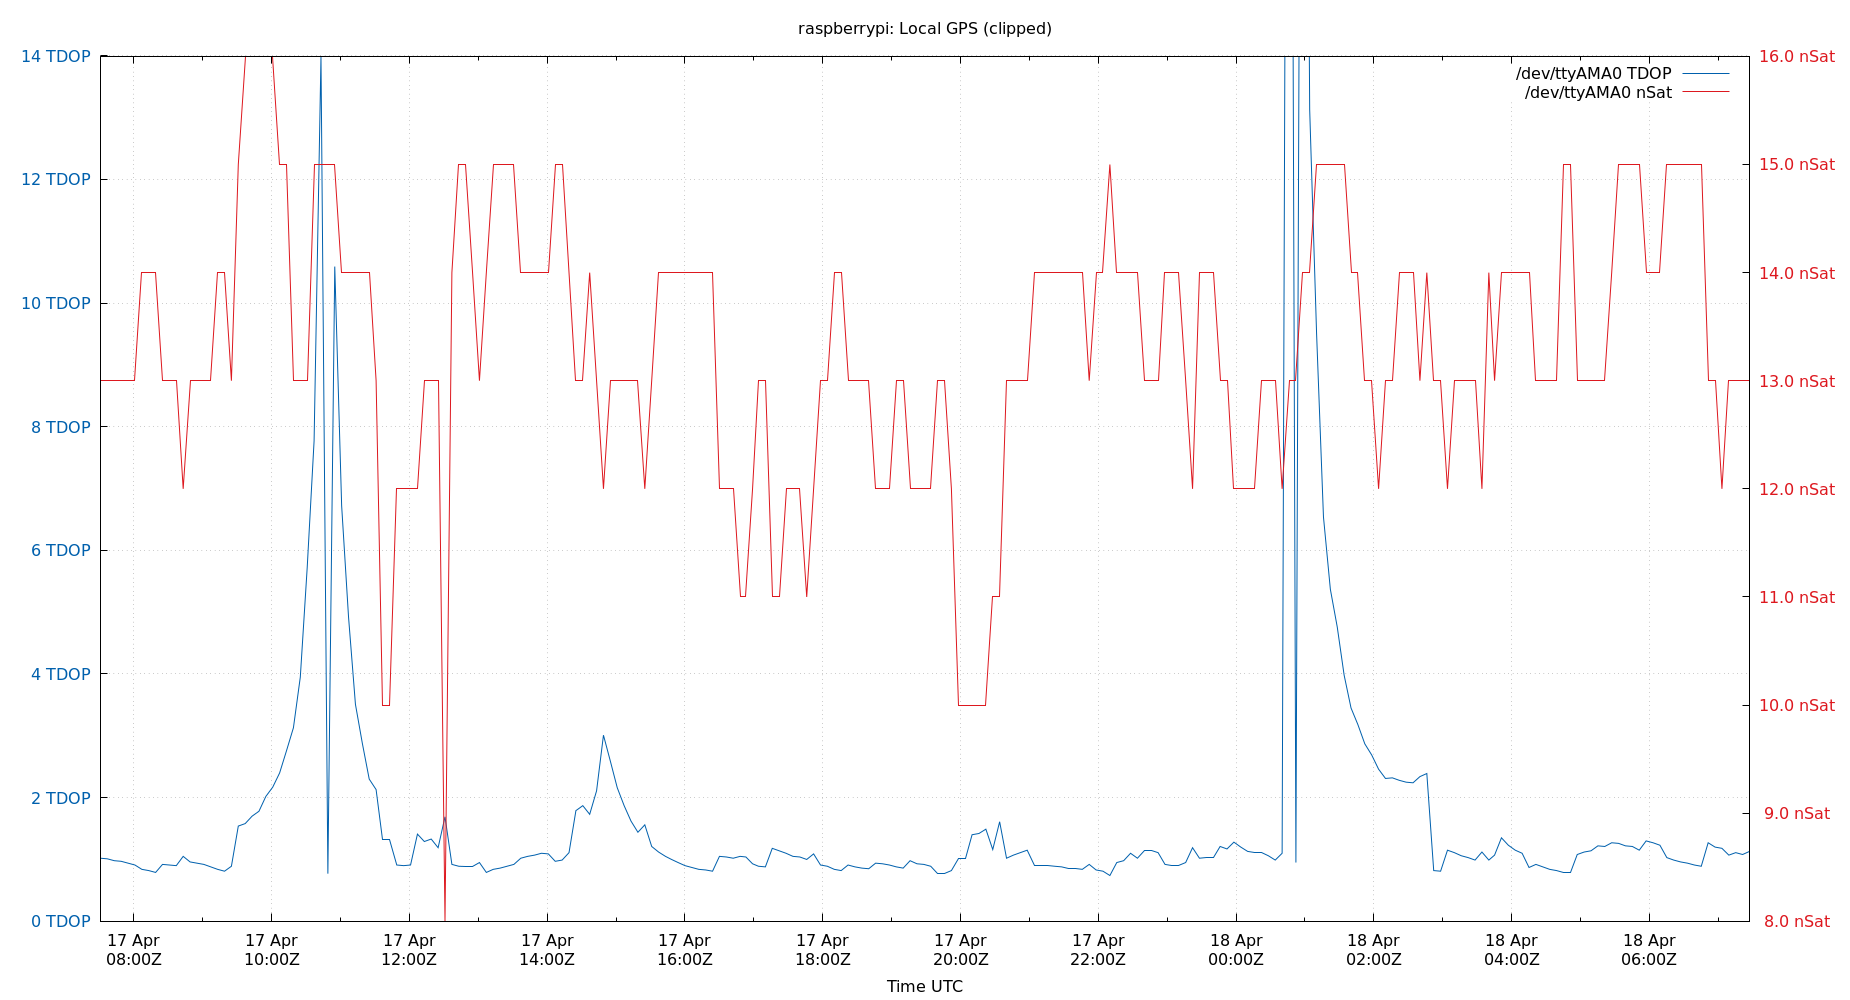 raspberrypi: Local GPS (clipped)
14 TDOP
12 TDOP
10 TDOP
8 TDOP
6 TDOP
4 TDOP
2 TDOP
0 TDOP
16.0 nSat
15.0 nSat
14.0 nSat
13.0 nSat
12.0 nSat
11.0 nSat
10.0 nSat
9.0 nSat
8.0 nSat
/dev/ttyAMA0 TDOP
/dev/ttyAMA0 nSat
17 Apr
08:00Z
17 Apr
10:00Z
17 Apr
12:00Z
17 Apr
14:00Z
17 Apr
16:00Z
17 Apr
18:00Z
17 Apr
20:00Z
17 Apr
22:00Z
18 Apr
00:00Z
18 Apr
02:00Z
18 Apr
04:00Z
18 Apr
06:00Z
Time UTC